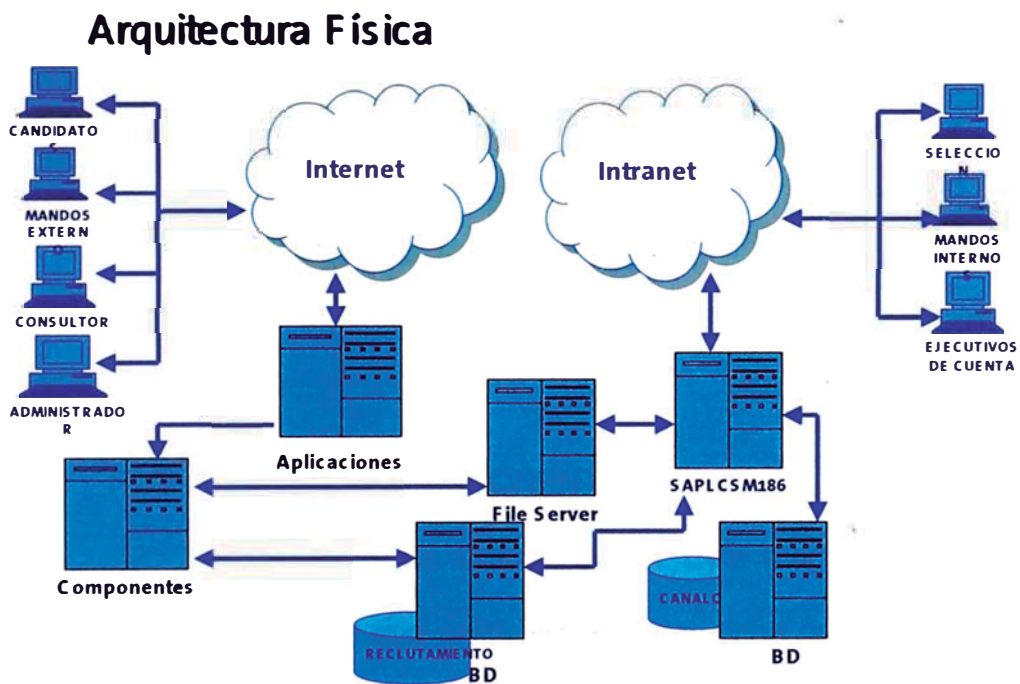 Arquitectura Física
CANDIDATO
S
MANDOS
EXTERN
O
CONSULTOR
ADMINISTRADO
R
Internet
Intranet
SELECCIO
N
MANDOS
INTERNO
S
EJECUTIVOS
DE CUENTA
Aplicaciones
File Server
SAPLCSM186
Componentes
RECLUTAMIENTO
BD
CANALC
BD